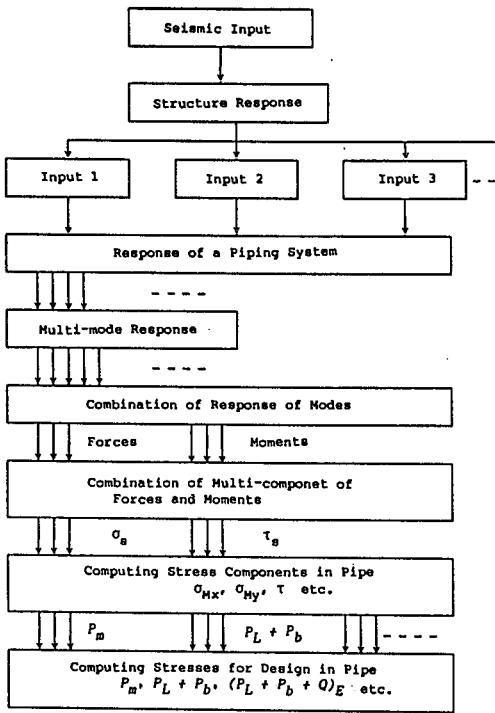 Seismic Input
Structure Response
Input 1
Input 2
Input 3
Response of a Piping System
Multi-mode Response
Combination of Response of Modes
Forces
Moments
Combination of Multi-componet of
Forces and Moments
σs
τs
Computing Stress Components in Pipe
σMx, σMy, τ etc.
Pm
PL + Pb
Computing Stresses for Design in Pipe
Pm, PL + Pb, (PL + Pb + Q)E etc.